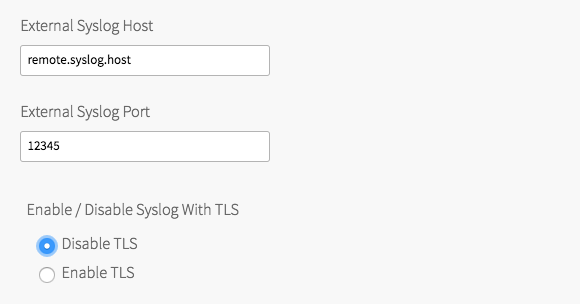 External Syslog Host
remote.syslog.host
External Syslog Port
12345
Enable / Disable Syslog With TLS
Disable TLS
Enable TLS